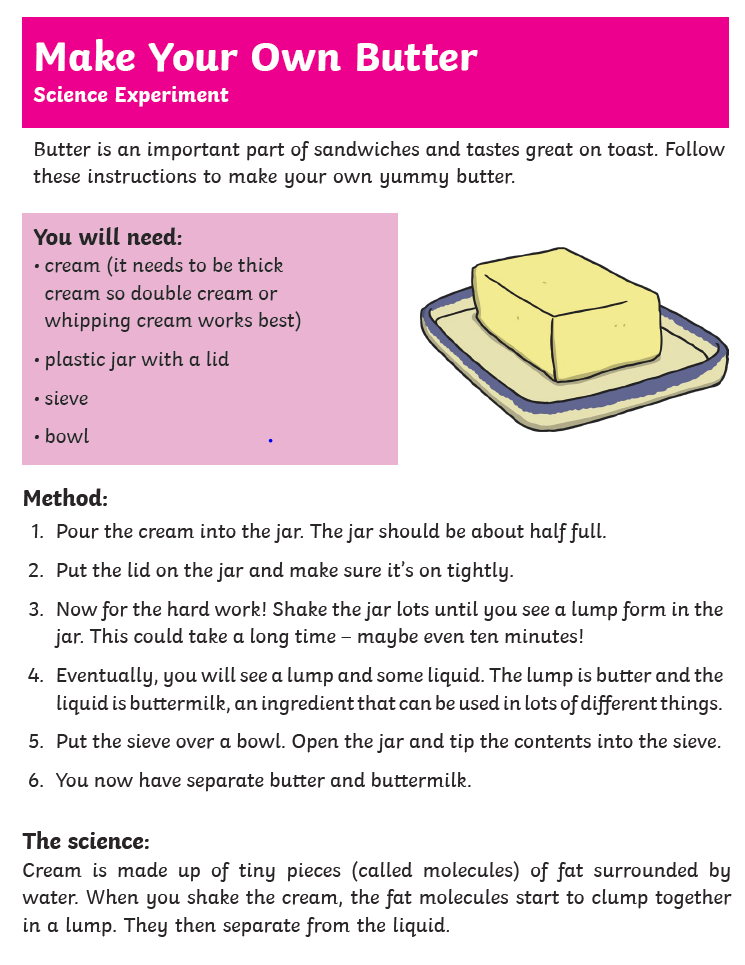 Make Your Own Butter
Science Experiment
Butter is an important part of sandwiches and tastes great on toast. Follow
these instructions to make your own yummy butter.
You will need:
• cream (it needs to be thick
cream so double cream or
whipping cream works best)
• plastic jar with a lid
• sieve
• bowl
Method:
1. Pour the cream into the jar. The jar should be about half full.
2. Put the lid on the jar and make sure it's on tightly.
3. Now for the hard work! Shake the jar lots until you see a lump form in the
jar. This could take a long time – maybe even ten minutes!
4. Eventually, you will see a lump and some liquid. The lump is butter and the
liquid is buttermilk, an ingredient that can be used in lots of different things.
5. Put the sieve over a bowl. Open the jar and tip the contents into the sieve.
6. You now have separate butter and buttermilk.
The science:
Cream is made up of tiny pieces (called molecules) of fat surrounded by
water. When you shake the cream, the fat molecules start to clump together
in a lump. They then separate from the liquid.